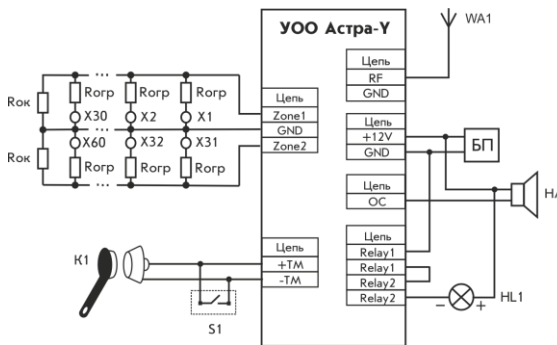 УОО Астра-Y
WA1
Цепь
RF
GND
Цепь
+12V
GND
БП
Цепь
ОС
HA
Цепь
Relay1
Relay1
Relay2
Relay2
HL1
− +
Цепь
Zone1
GND
Zone2
Rок
Rогр
Rогр
Rогр
X30
X2
X1
Rок
X60
X32
X31
Rогр
Rогр
Rогр
... ...
K1
Цепь
+TM
-TM
S1